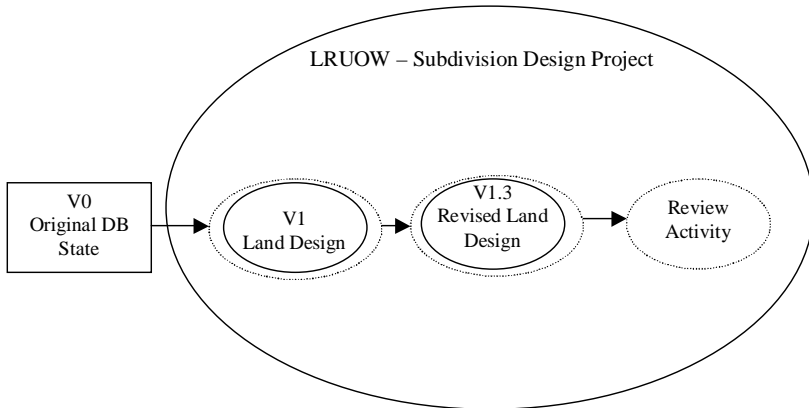 LRUOW – Subdivision Design Project
V0
Original DB
State
V1
Land Design
V1.3
Revised Land
Design
Review
Activity